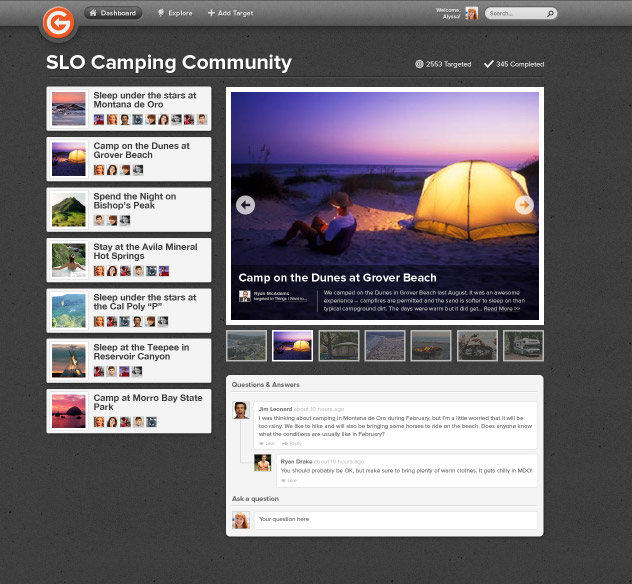 Dashboard
Explore
Add Target
Welcome,
Alyssa!
Search...
SLO Camping Community
2553 Targeted
345 Completed
Sleep under the stars at
Montana de Oro
Camp on the Dunes at
Grover Beach
Spend the Night on
Bishop's Peak
Stay at the Avila Mineral
Hot Springs
Sleep under the stars at
the Cal Poly “P”
Sleep at the Teepee in
Reservoir Canyon
Camp at Morro Bay State
Park
Camp on the Dunes at Grover Beach
Ryan McAdams
targeted to Things I Want to...
We camped on the Dunes in Grover Beach last August. It was an awesome
experience— campfires are permitted and the sand is softer to sleep on than
typical campground dirt. The days were warm but it did get... Read More >>
Questions & Answers
Jim Leonard about 10 hours ago
I was thinking about camping in Montana de Oro during February, but I'm a little worried that it will be
too rainy. We like to hike and will also be bringing some horses to ride on the beach. Does anyone know
what the conditions are usually like in February?
Like Reply
Ryan Drake about 10 hours ago
You should probably be OK, but make sure to bring plenty of warm clothes. It gets chilly in MDO!
Like
Ask a question
Your question here